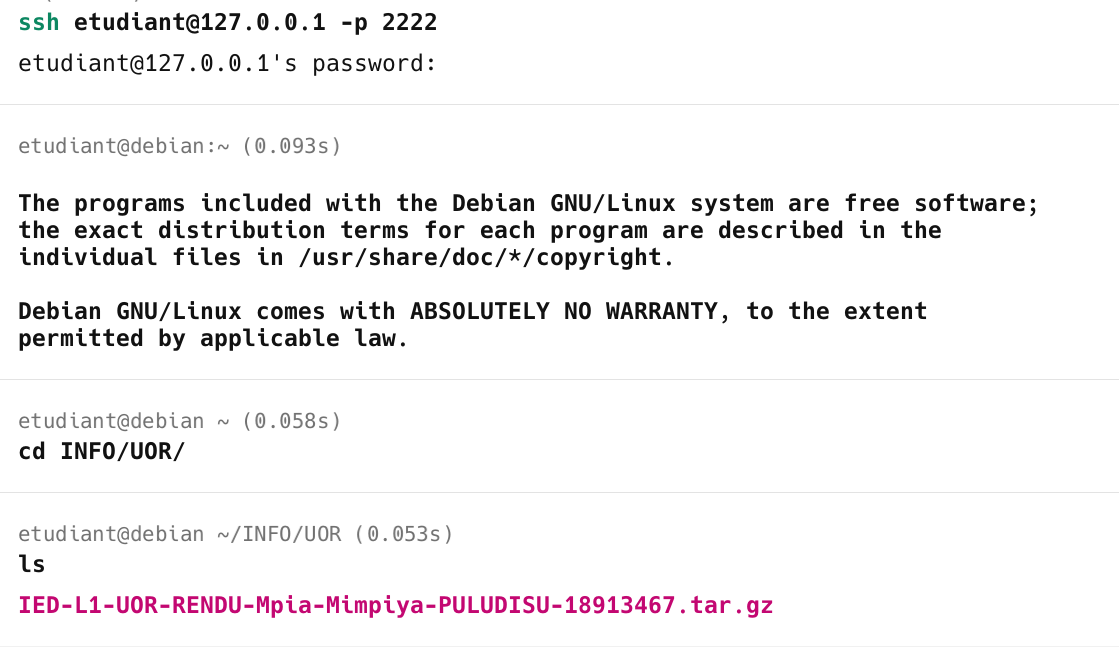 ssh etudiant@127.0.0.1 -p 2222
etudiant@127.0.0.1's password:
etudiant@debian:~ (0.093s)
The programs included with the Debian GNU/Linux system are free software;
the exact distribution terms for each program are described in the
individual files in /usr/share/doc/*/copyright.
Debian GNU/Linux comes with ABSOLUTELY NO WARRANTY, to the extent
permitted by applicable law.
etudiant@debian ~ (0.058s)
cd INFO/UOR/
etudiant@debian ~/INFO/UOR (0.053s)
ls
IED-L1-UOR-RENDU-Mpia-Mimpiya-PULUDISU-18913467.tar.gz